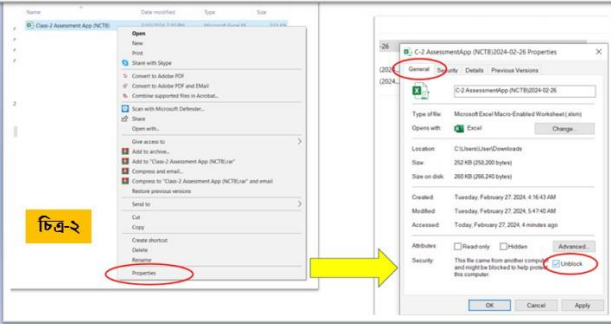 Name Date modified Type Size
Class-2 Assessment App (NCTB)
Open
New
Print
Share with Skype
Convert to Adobe PDF
Convert to Adobe PDF and EMail
Combine supported files in Acrobat...
Scan with Microsoft Defender...
Share
Open with...
Give access to
Add to archive...
Add to "Class-2 Assessment App (NCTB).rar"
Compress and email...
Compress to "Class-2 Assessment App (NCTB).rar" and email
Restore previous versions
Send to
Cut
Copy
Create shortcut
Delete
Rename
Properties
চিত্র-২
-26
(2024
(2024
C-2 AssessmentApp (NCTB)2024-02-26 Properties
General Security Details Previous Versions
C-2 AssessmentApp (NCTB)2024-02-26
Type of file: Microsoft Excel Macro-Enabled Worksheet (.xlsm)
Opens with: Excel Change...
Location: C:\Users\User\Downloads
Size: 252 KB (258,200 bytes)
Size on disk: 260 KB (266,240 bytes)
Created: Tuesday, February 27, 2024, 4:16:43 AM
Modified: Tuesday, February 27, 2024, 5:47:40 AM
Accessed: Today, February 27, 2024, 4 minutes ago
Attributes: Read-only Hidden Advanced...
Security: This file came from another computer
and might be blocked to help protect
this computer.
Unblock
OK Cancel Apply